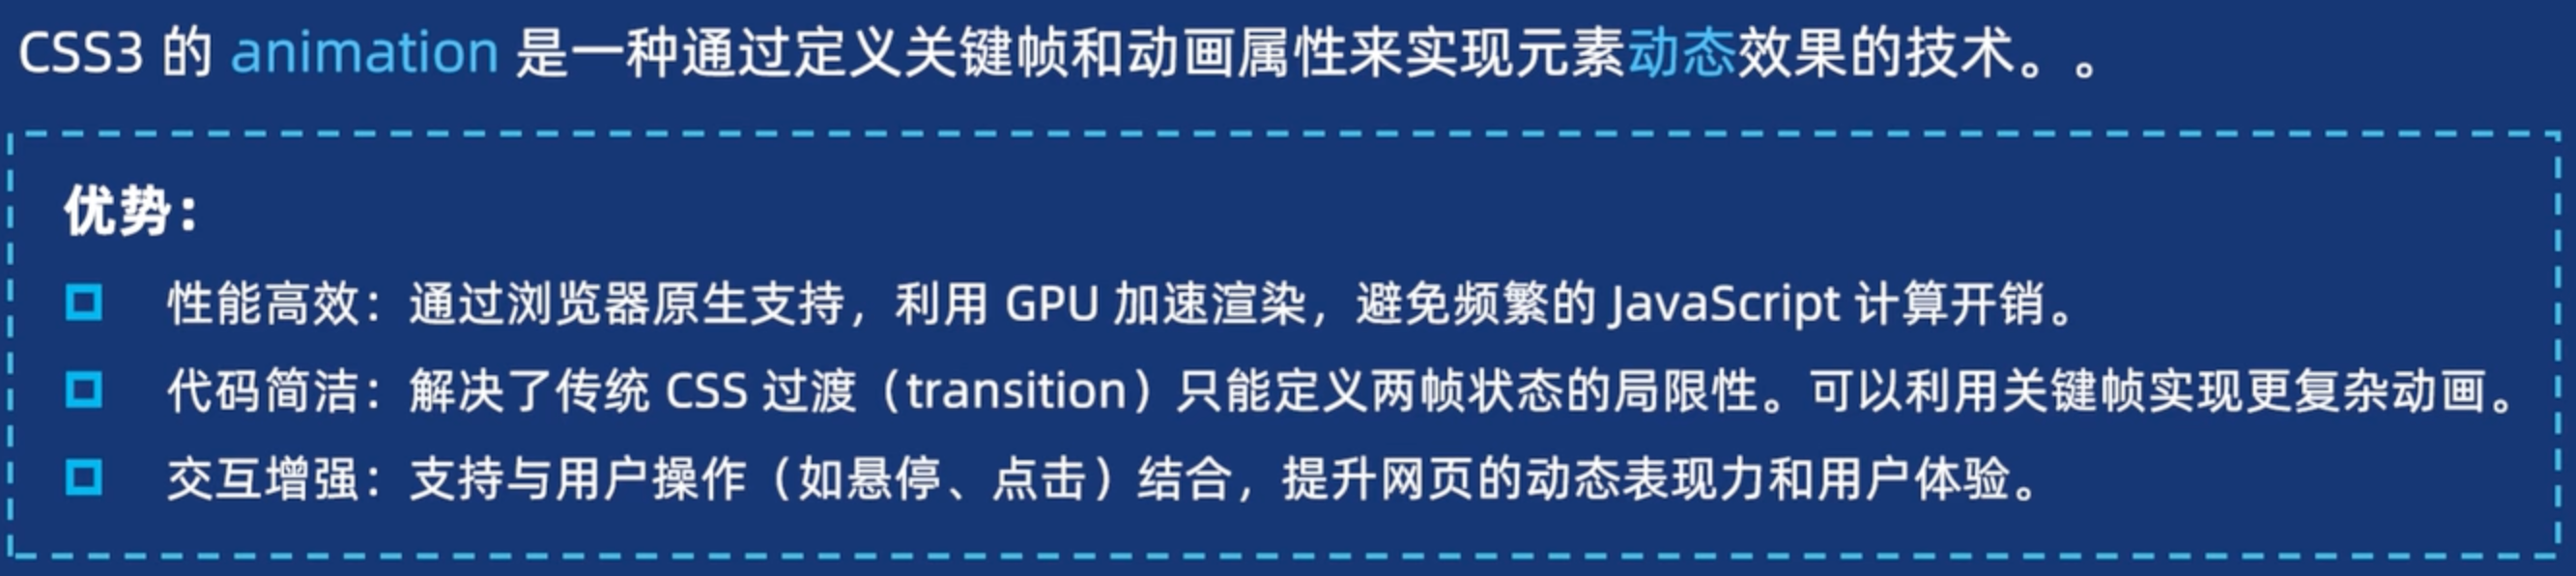 CSS3 的 animation 是一种通过定义关键帧和动画属性来实现元素动态效果的技术。。
优势：
性能高效：通过浏览器原生支持，利用 GPU 加速渲染，避免频繁的 JavaScript 计算开销。
代码简洁：解决了传统 CSS 过渡（transition）只能定义两帧状态的局限性。可以利用关键帧实现更复杂动画。
交互增强：支持与用户操作（如悬停、点击）结合，提升网页的动态表现力和用户体验。